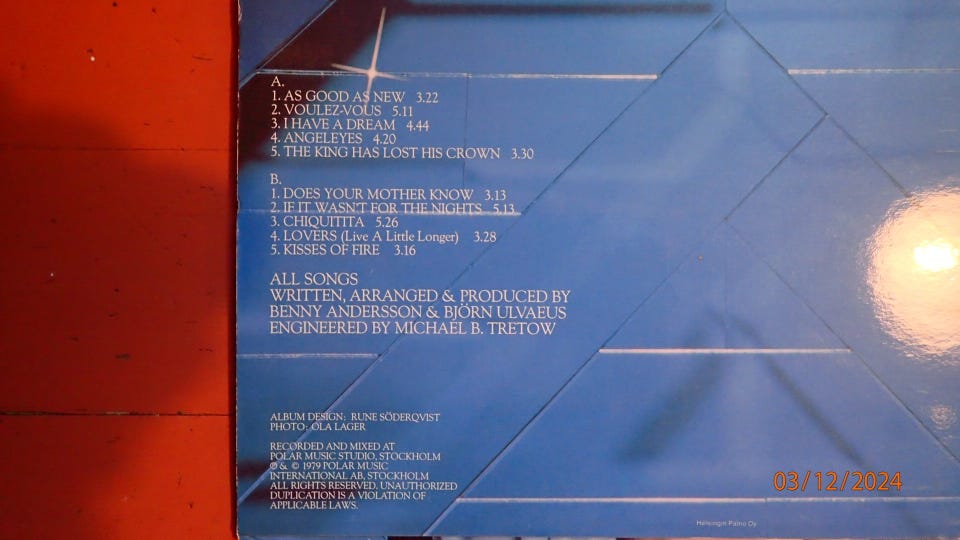 A.
1. AS GOOD AS NEW 3.22
2. VOULEZ-VOUS 5.11
3. I HAVE A DREAM 4.44
4. ANGELEYES 4.20
5. THE KING HAS LOST HIS CROWN 3.30
B.
1. DOES YOUR MOTHER KNOW 3.13
2. IF IT WASN'T FOR THE NIGHTS 5.13
3. CHIQUITITA 5.26
4. LOVERS (Live A Little Longer) 3.28
5. KISSES OF FIRE 3.16
ALL SONGS
WRITTEN, ARRANGED & PRODUCED BY
BENNY ANDERSSON & BJÖRN ULVAEUS
ENGINEERED BY MICHAEL B. TRETOW
ALBUM DESIGN: RUNE SÖDERQVIST
PHOTO: OLA LAGER
RECORDED AND MIXED AT
POLAR MUSIC STUDIO, STOCKHOLM
℗ & © 1979 POLAR MUSIC
INTERNATIONAL AB, STOCKHOLM
ALL RIGHTS RESERVED. UNAUTHORIZED
DUPLICATION IS A VIOLATION OF
APPLICABLE LAWS.
03/12/2024
Helsingin Paino Oy